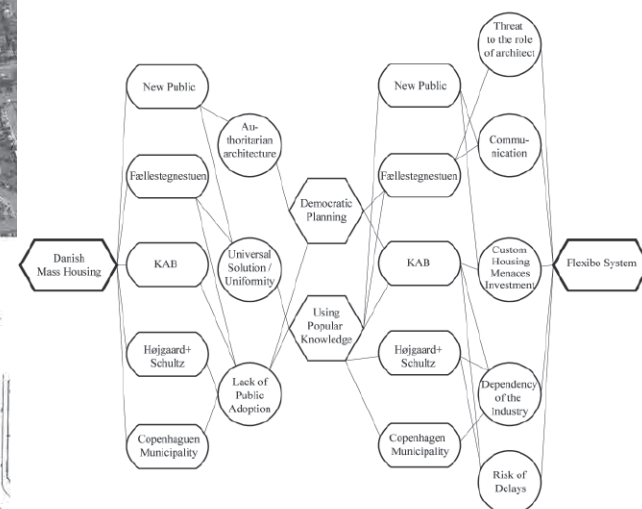 Danish
Mass Housing
New Public
Fællestegnestuen
KAB
Højgaard+
Schultz
Copenhaguen
Municipality
Au-
thoritarian
architecture
Universal
Solution /
Uniformity
Lack of
Public
Adoption
Democratic
Planning
Using
Popular
Knowledge
New Public
Fællestegnestuen
KAB
Højgaard+
Schultz
Copenhagen
Municipality
Threat
to the role
of architect
Commu-
nication
Custom
Housing
Menaces
Investment
Dependency
of the
Industry
Risk of
Delays
Flexibo System